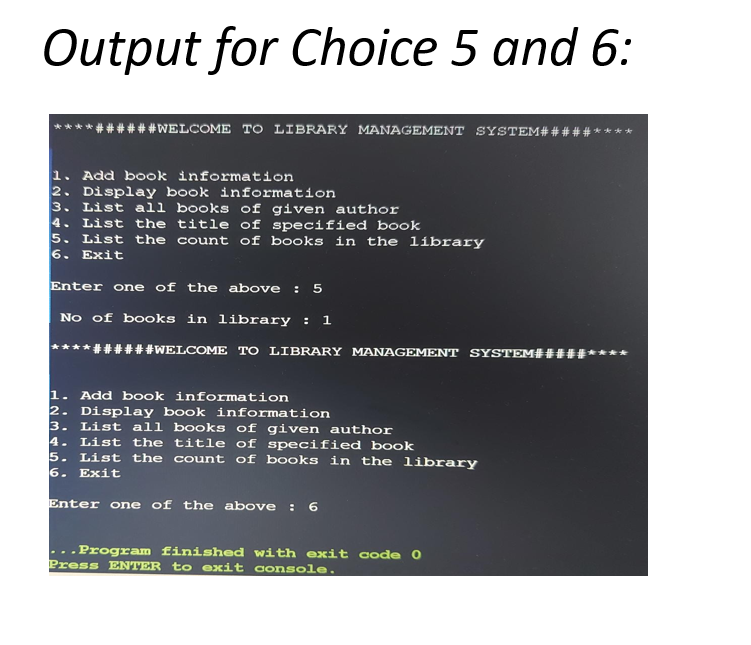 Output for Choice 5 and 6:
****######WELCOME TO LIBRARY MANAGEMENT SYSTEM#####****
1. Add book information
2. Display book information
3. List all books of given author
4. List the title of specified book
5. List the count of books in the library
6. Exit
Enter one of the above : 5
No of books in library : 1
****######WELCOME TO LIBRARY MANAGEMENT SYSTEM#####****
1. Add book information
2. Display book information
3. List all books of given author
4. List the title of specified book
5. List the count of books in the library
6. Exit
Enter one of the above : 6
...Program finished with exit code 0
Press ENTER to exit console.